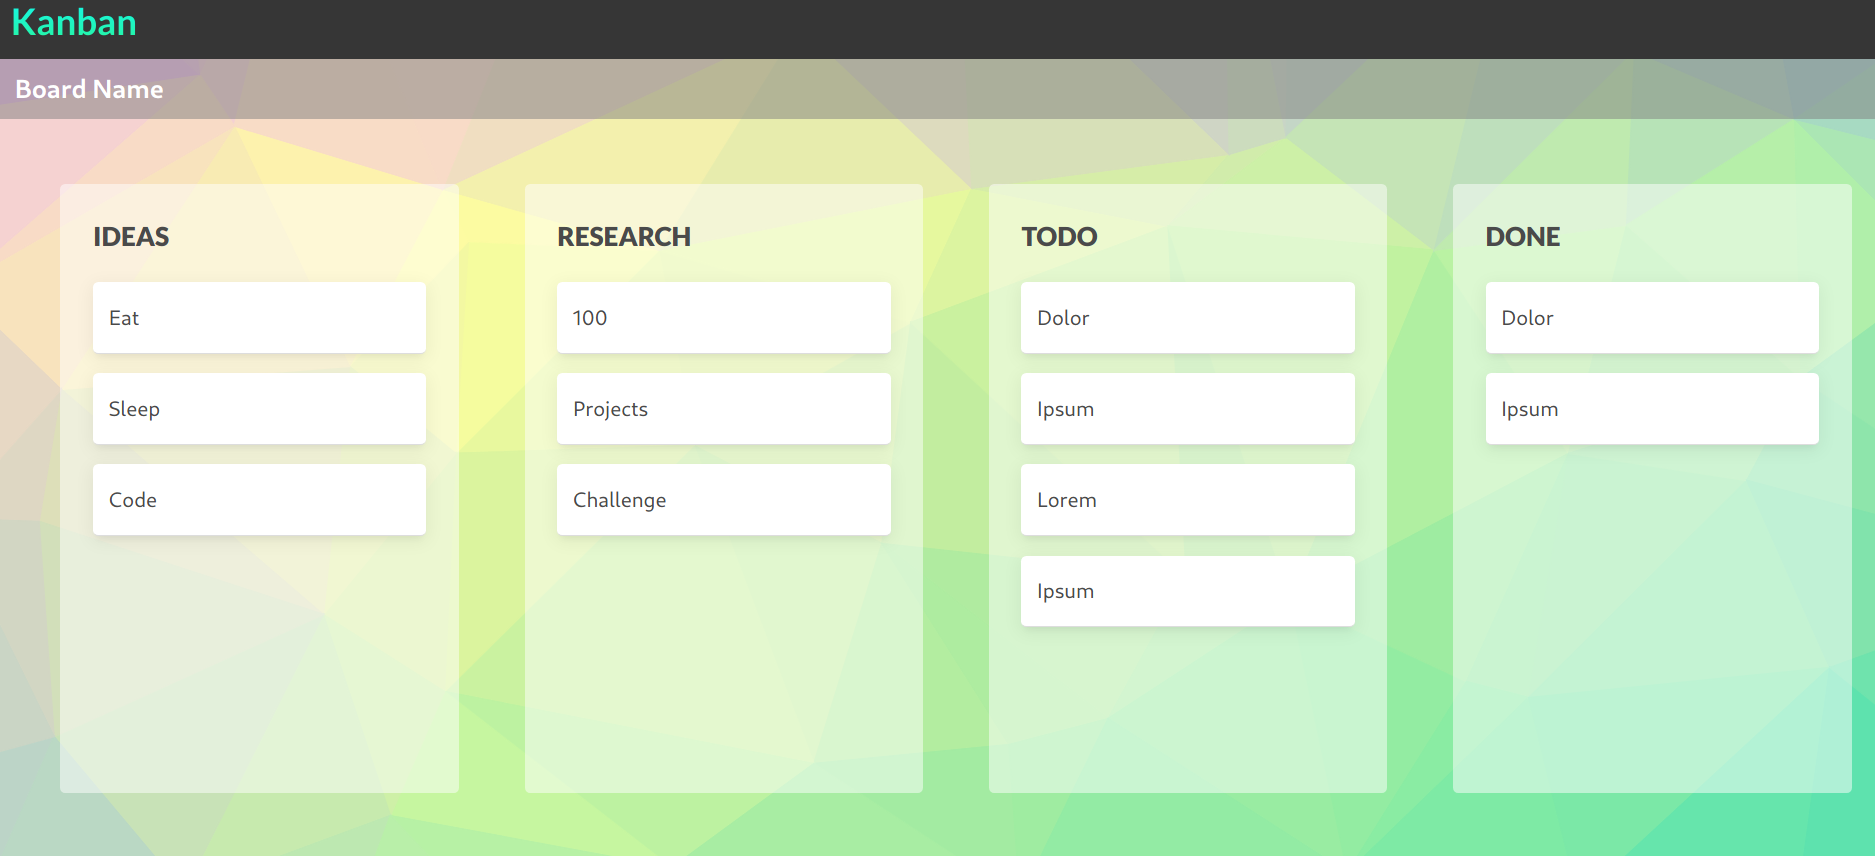 Kanban
Board Name
IDEAS
Eat
Sleep
Code
RESEARCH
100
Projects
Challenge
TODO
Dolor
Ipsum
Lorem
Ipsum
DONE
Dolor
Ipsum